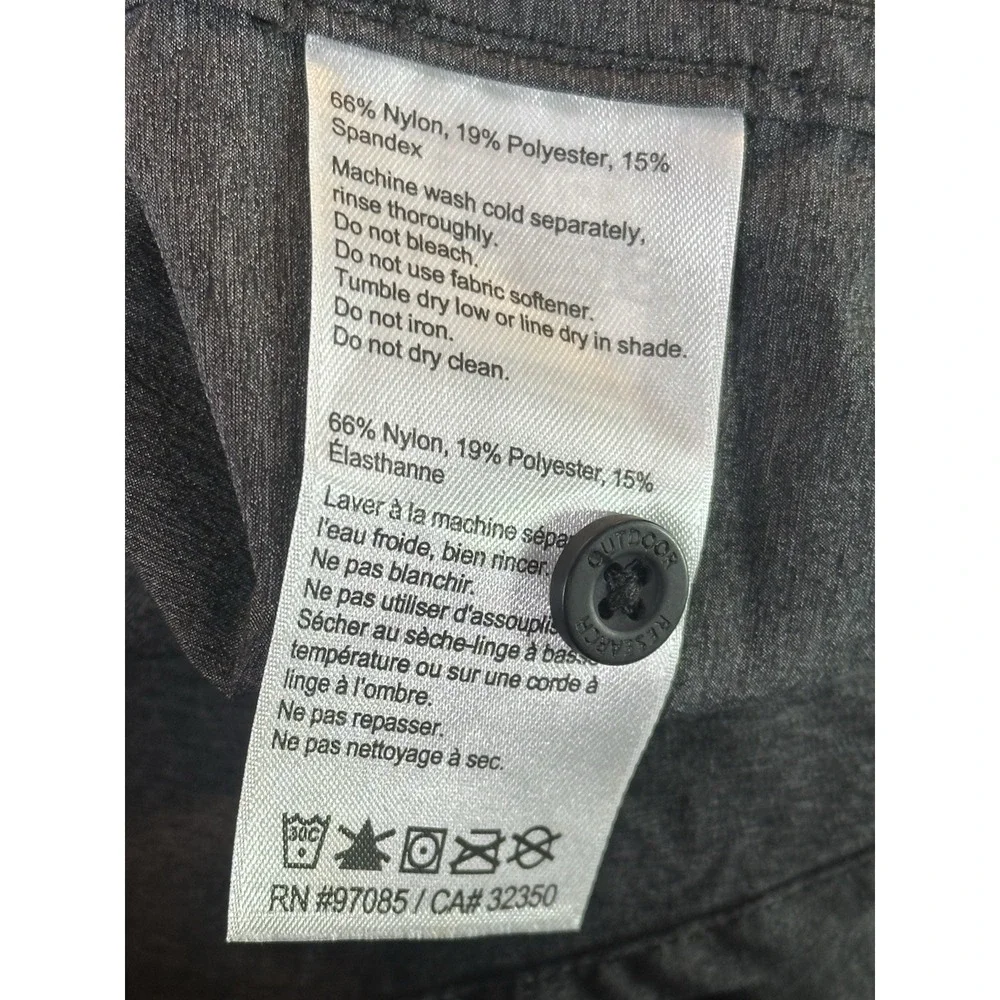 66% Nylon, 19% Polyester, 15%
Spandex
Machine wash cold separately,
rinse thoroughly.
Do not bleach.
Do not use fabric softener.
Tumble dry low or line dry in shade.
Do not iron.
Do not dry clean.
66% Nylon, 19% Polyester, 15%
Élasthanne
Laver à la machine
l'eau froide, bien rincer.
Ne pas blanchir.
Ne pas utiliser
Sécher au sèche-linge à
température ou sur une corde à
linge à l'ombre.
Ne pas repasser.
Ne pas nettoyage à sec.
OUTDOOR
RESEARCH
30C
RN #97085 / CA# 32350